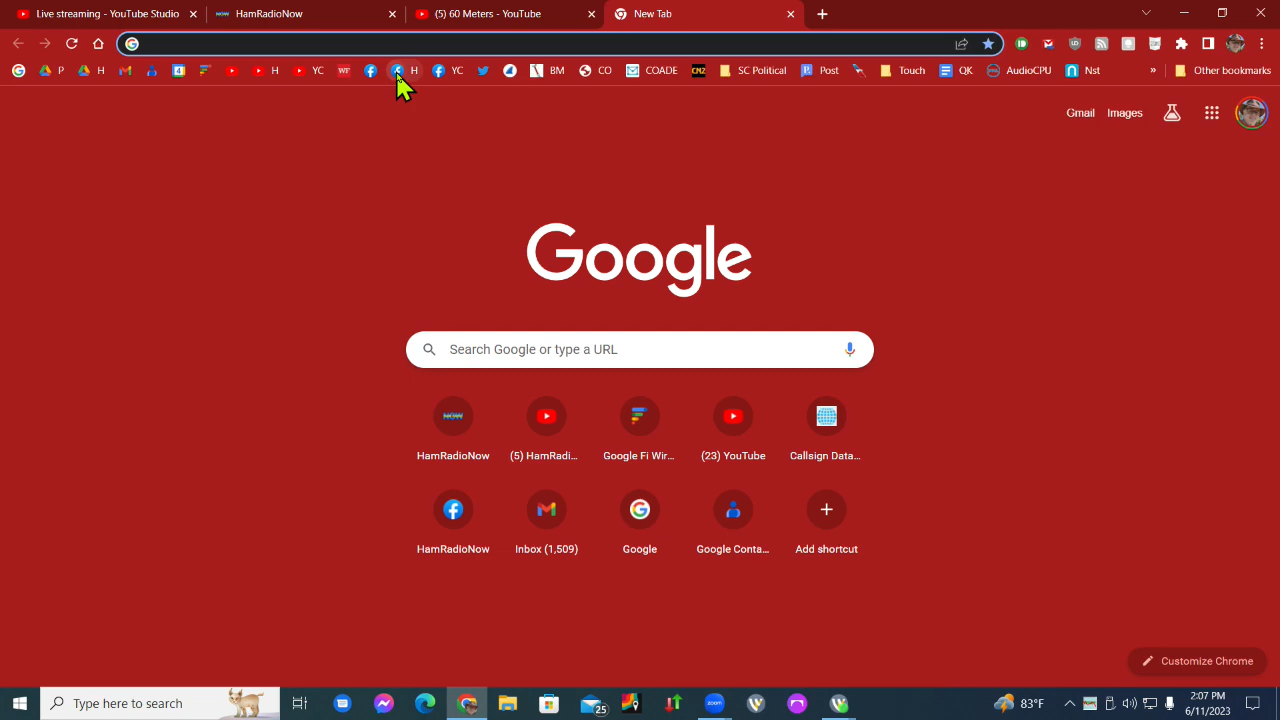 Live streaming - YouTube Studio HamRadioNow (5) 60 Meters - YouTube New Tab
P H H YC H YC BM CO COADE CN2 SC Political Post Touch QK AudioCPU Nst » Other bookmarks
Gmail Images
Google
Search Google or type a URL
NOW
HamRadioNow (5) HamRadi... Google Fi Wir... (23) YouTube Callsign Data...
HamRadioNow Inbox (1,509) Google Google Conta... Add shortcut
Customize Chrome
Type here to search 25 zoom 83°F 2:07 PM
6/11/2023